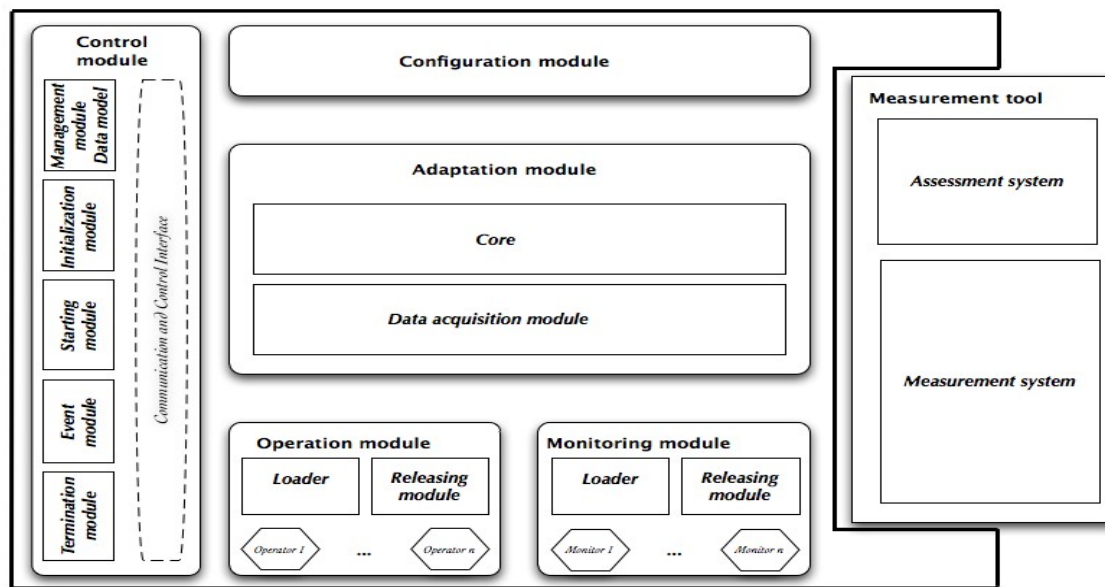 Control
module
Management
module
Data model
Initialization
module
Starting
module
Event
module
Termination
module
Communication and Control Interface
Configuration module
Adaptation module
Core
Data acquisition module
Operation module
Loader
Releasing
module
Operator 1
...
Operator n
Monitoring module
Loader
Releasing
module
Monitor 1
...
Monitor n
Measurement tool
Assessment system
Measurement system